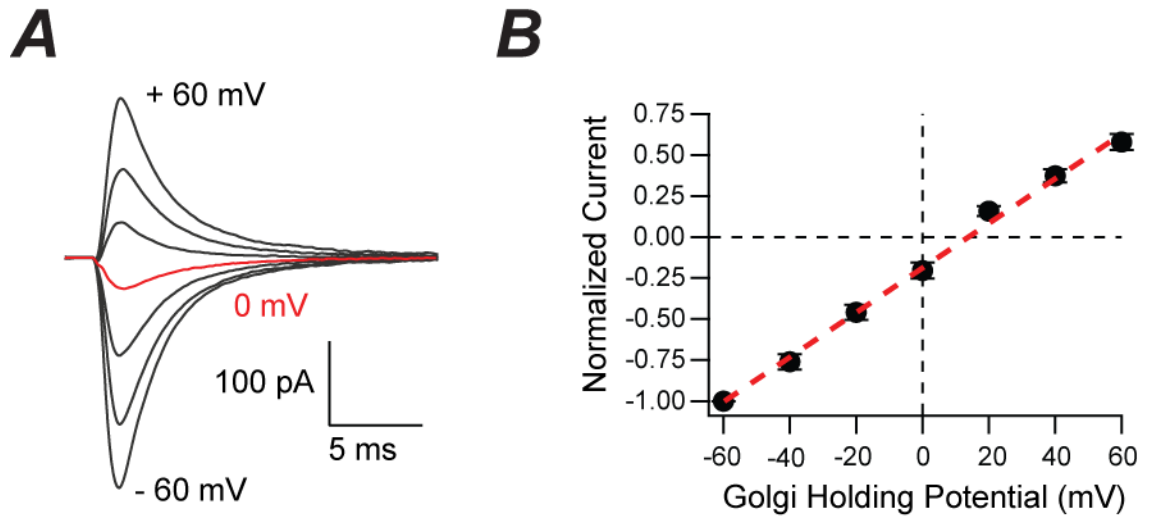 A
B
+ 60 mV
0 mV
100 pA
5 ms
- 60 mV
Normalized Current
0.75
0.50
0.25
0.00
-0.25
-0.50
-0.75
-1.00
-60 -40 -20 0 20 40 60
Golgi Holding Potential (mV)